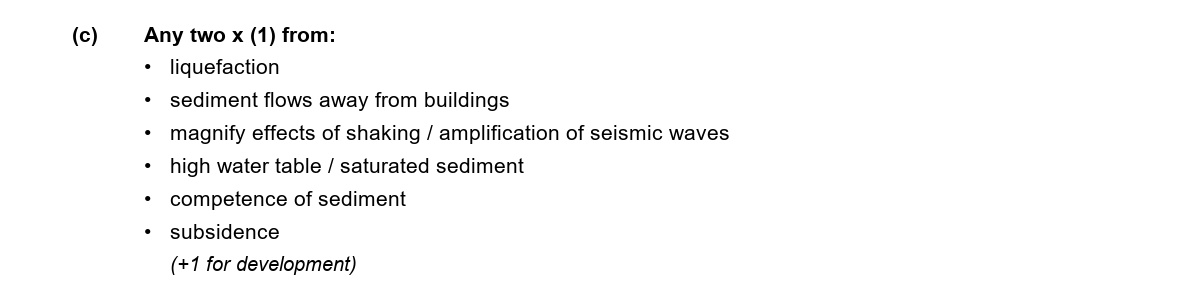 (c) Any two x (1) from:
• liquefaction
• sediment flows away from buildings
• magnify effects of shaking / amplification of seismic waves
• high water table / saturated sediment
• competence of sediment
• subsidence
(+1 for development)